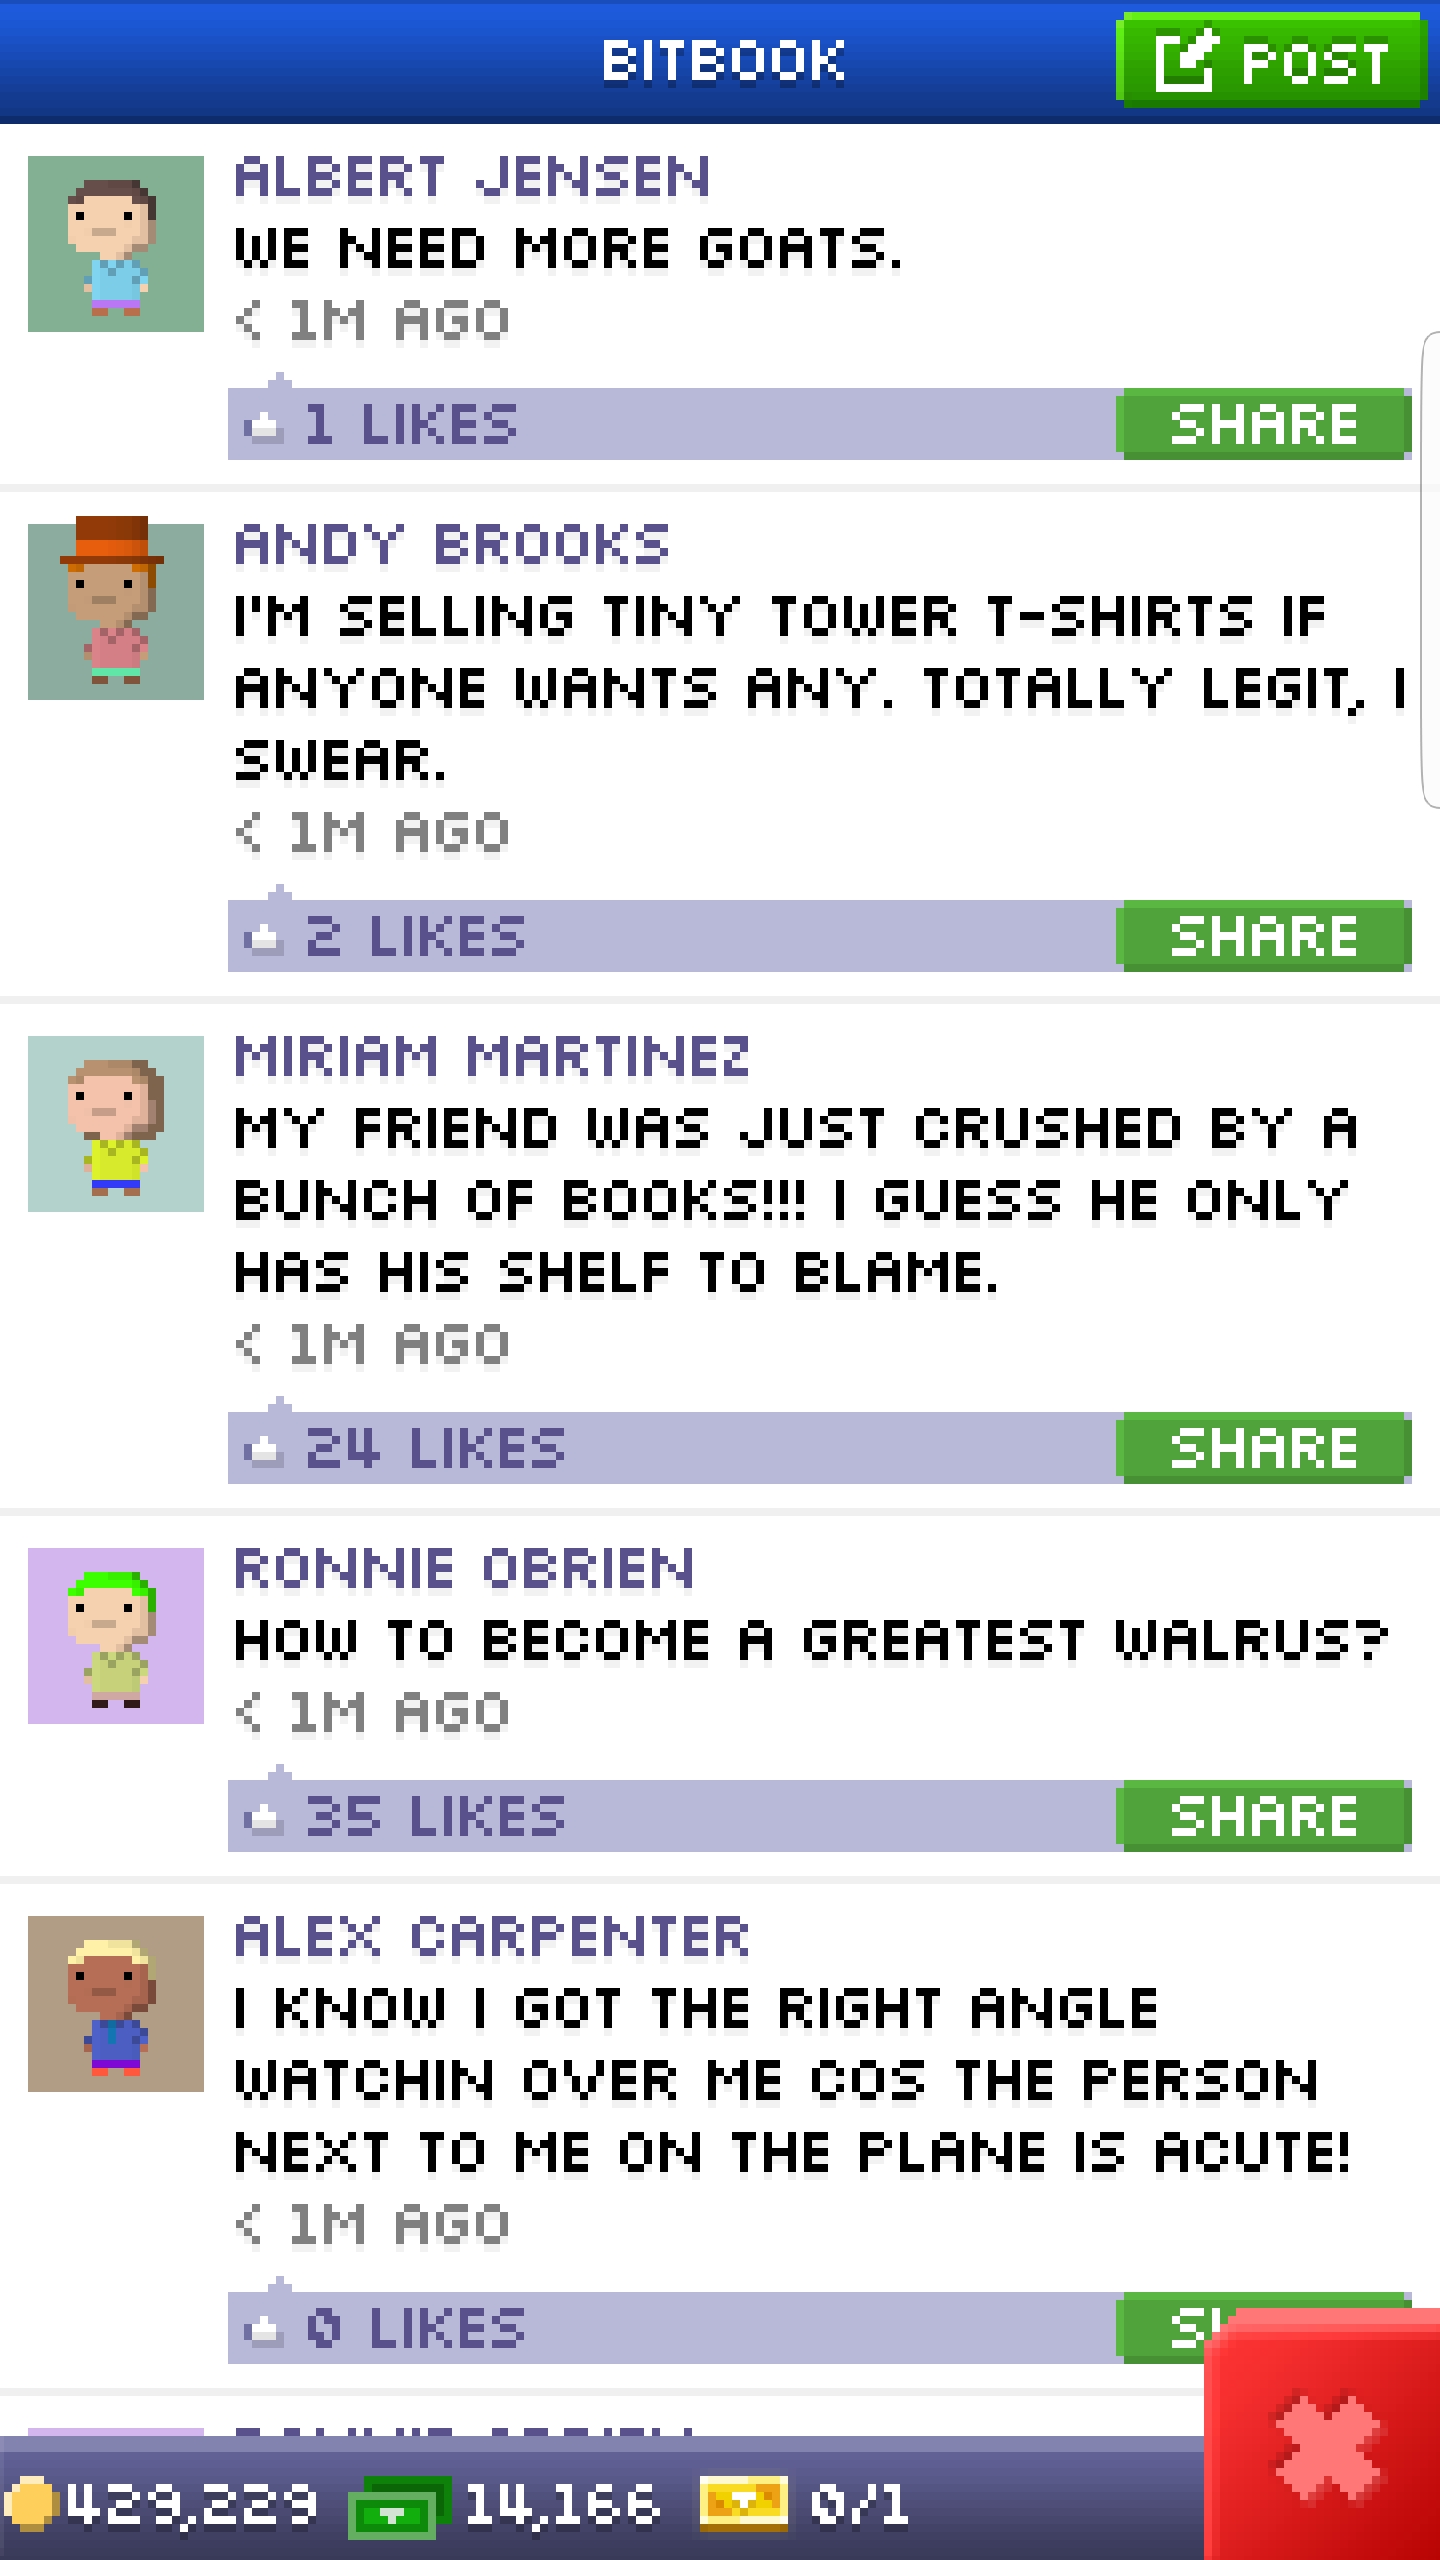 BITBOOK
POST
ALBERT JENSEN
WE NEED MORE GOATS.
< 1M AGO
1 LIKES
SHARE
ANDY BROOKS
I'M SELLING TINY TOWER T-SHIRTS IF
ANYONE WANTS ANY. TOTALLY LEGIT, I
SWEAR.
< 1M AGO
2 LIKES
SHARE
MIRIAM MARTINEZ
MY FRIEND WAS JUST CRUSHED BY A
BUNCH OF BOOKS!!! I GUESS HE ONLY
HAS HIS SHELF TO BLAME.
< 1M AGO
24 LIKES
SHARE
RONNIE OBRIEN
HOW TO BECOME A GREATEST WALRUS?
< 1M AGO
35 LIKES
SHARE
ALEX CARPENTER
I KNOW I GOT THE RIGHT ANGLE
WATCHIN OVER ME COS THE PERSON
NEXT TO ME ON THE PLANE IS ACUTE!
< 1M AGO
0 LIKES
429,229
14,166
0/1